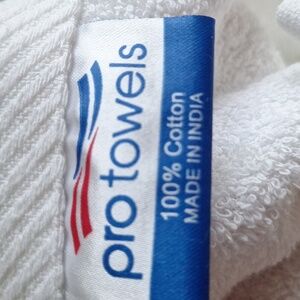 pro towels
100% Cotton
MADE IN INDIA